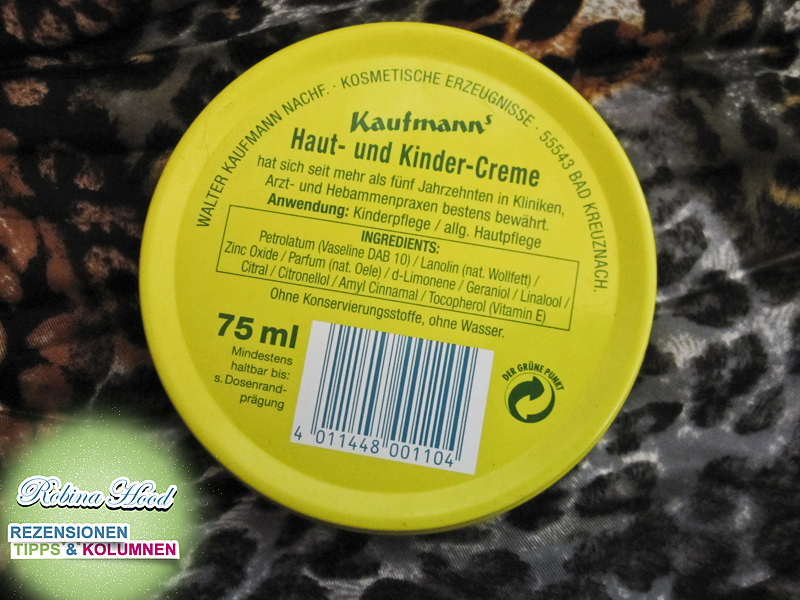 WALTER KAUFMANN NACHF. · KOSMETISCHE ERZEUGNISSE · 55543 BAD KREUZNACH.
Kaufmanns
Haut- und Kinder-Creme
hat sich seit mehr als fünf Jahrzehnten in Kliniken,
Arzt- und Hebammenpraxen bestens bewährt.
Anwendung: Kinderpflege / allg. Hautpflege
INGREDIENTS:
Petrolatum (Vaseline DAB 10) / Lanolin (nat. Wollfett) /
Zinc Oxide / Parfum (nat. Oele) / d-Limonene / Geraniol / Linalool /
Citral / Citronellol / Amyl Cinnamal / Tocopherol (Vitamin E)
Ohne Konservierungsstoffe, ohne Wasser.
75 ml
Mindestens
haltbar bis:
s. Dosenrand-
prägung
4 011448 001104
DER GRÜNE PUNKT
Robina Hood
REZENSIONEN
TIPPS & KOLUMNEN